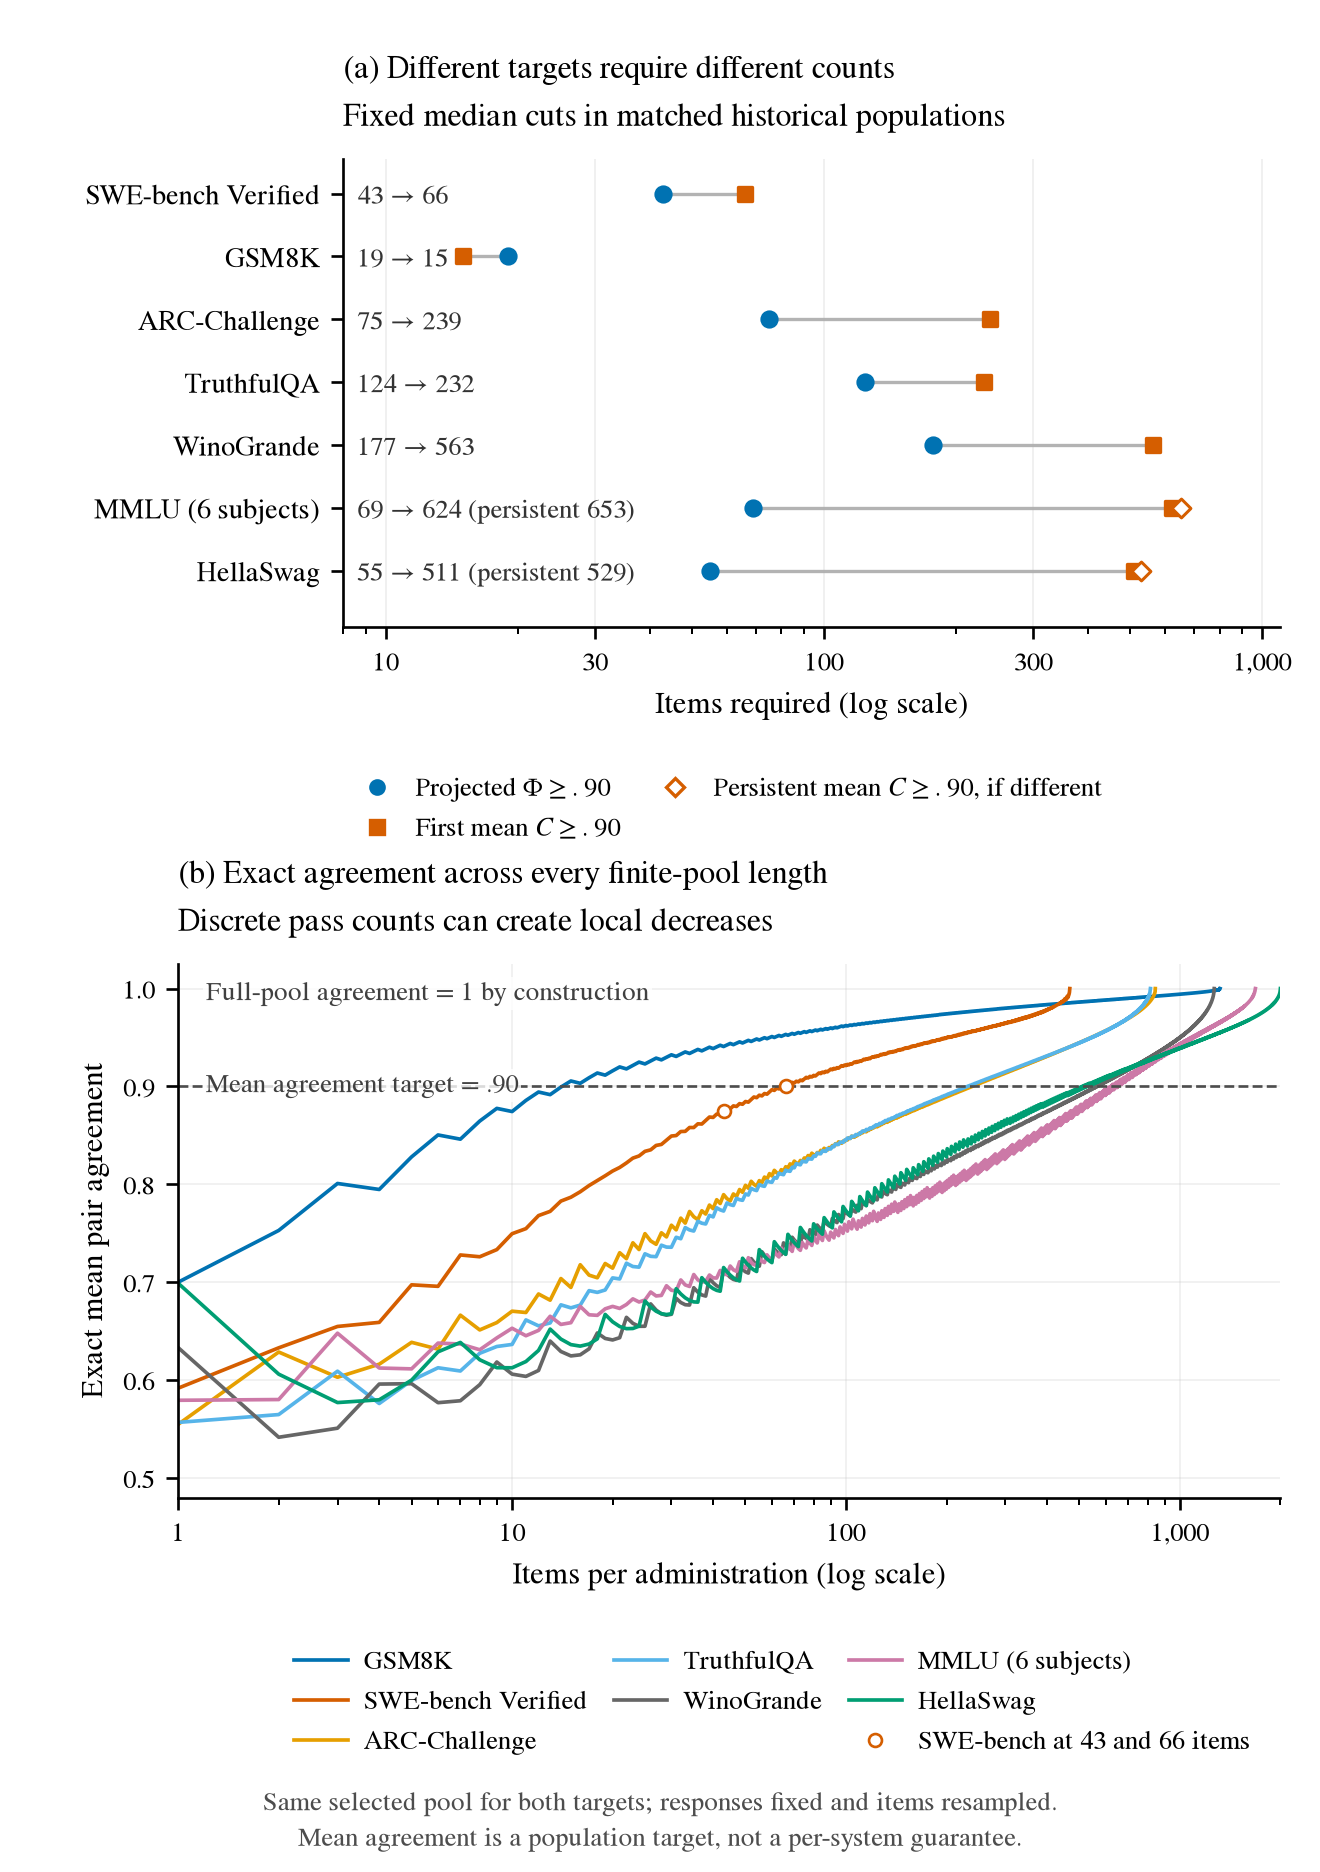 (a) Different targets require different counts
Fixed median cuts in matched historical populations
SWE-bench Verified 43 → 66
GSM8K 19 → 15
ARC-Challenge 75 → 239
TruthfulQA 124 → 232
WinoGrande 177 → 563
MMLU (6 subjects) 69 → 624 (persistent 653)
HellaSwag 55 → 511 (persistent 529)
10 30 100 300 1,000
Items required (log scale)
Projected Φ ≥ .90 Persistent mean C ≥ .90, if different
First mean C ≥ .90
(b) Exact agreement across every finite-pool length
Discrete pass counts can create local decreases
1.0 Full-pool agreement = 1 by construction
0.9 Mean agreement target = .90
0.8
0.7
0.6
0.5
Exact mean pair agreement
1 10 100 1,000
Items per administration (log scale)
GSM8K TruthfulQA MMLU (6 subjects)
SWE-bench Verified WinoGrande HellaSwag
ARC-Challenge SWE-bench at 43 and 66 items
Same selected pool for both targets; responses fixed and items resampled.
Mean agreement is a population target, not a per-system guarantee.